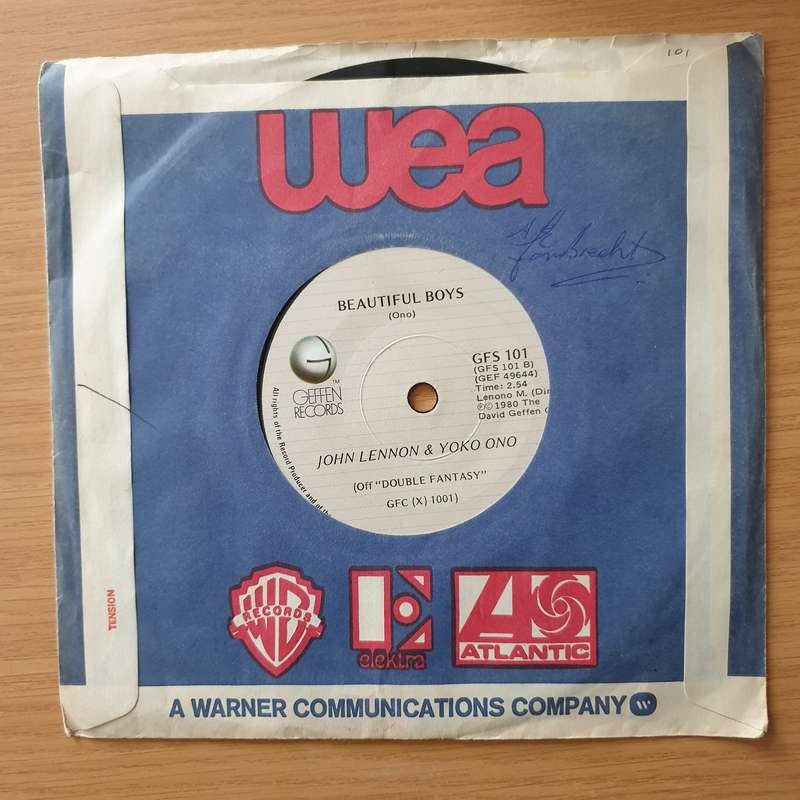 101
wea
BEAUTIFUL BOYS
(Ono)
GEFFEN
RECORDS
TM
GFS 101
(GFS 101 B)
(GEF 49644)
Time: 2.54
Lenono M. (Dir
℗© 1980 The
David Geffen
All rights of the Record Producer and of the
JOHN LENNON & YOKO ONO
(Off "DOUBLE FANTASY"
GFC (X) 1001)
TENSION
WB
RECORDS
elektra
ATLANTIC
A WARNER COMMUNICATIONS COMPANY